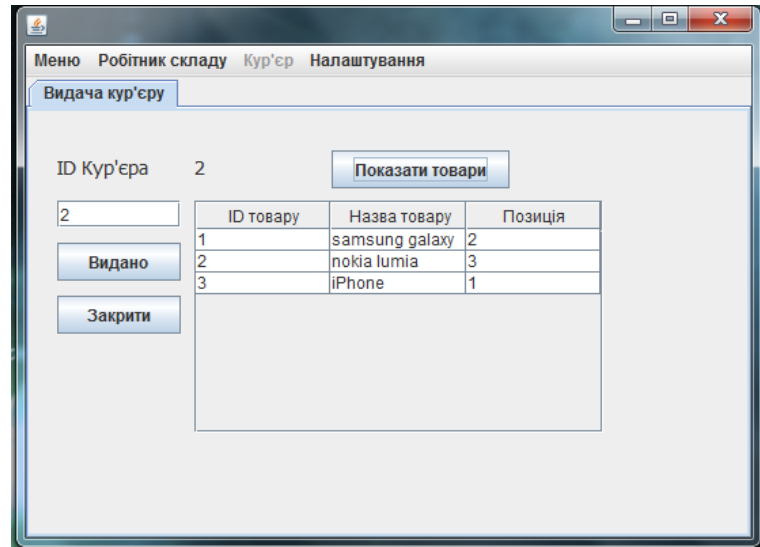 Меню Робітник складу Кур'єр Налаштування
Видача кур'єру
ID Кур'єра 2 Показати товари
2
Видано
Закрити
ID товару Назва товару Позиція
1 samsung galaxy 2
2 nokia lumia 3
3 iPhone 1